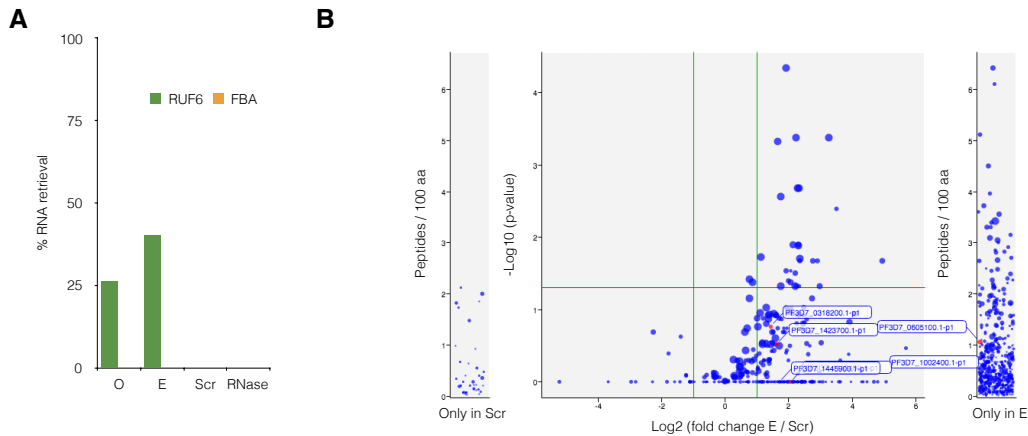 A
B
100
75
50
25
0
% RNA retrieval
RUF6 FBA
O E Scr RNase
Peptides / 100 aa
6
5
4
3
2
1
0
Only in Scr
-Log10 (p-value)
4
4
2
1
0
-4 -2 0 2 4 6
Log2 (fold change E / Scr)
PF3D7_0318200.1-p1
PF3D7_1423700.1-p1
PF3D7_0605100.1-p1
PF3D7_1445900.1-p1
PF3D7_1002400.1-p1
Peptides / 100 aa
6
5
4
3
2
1
0
Only in E